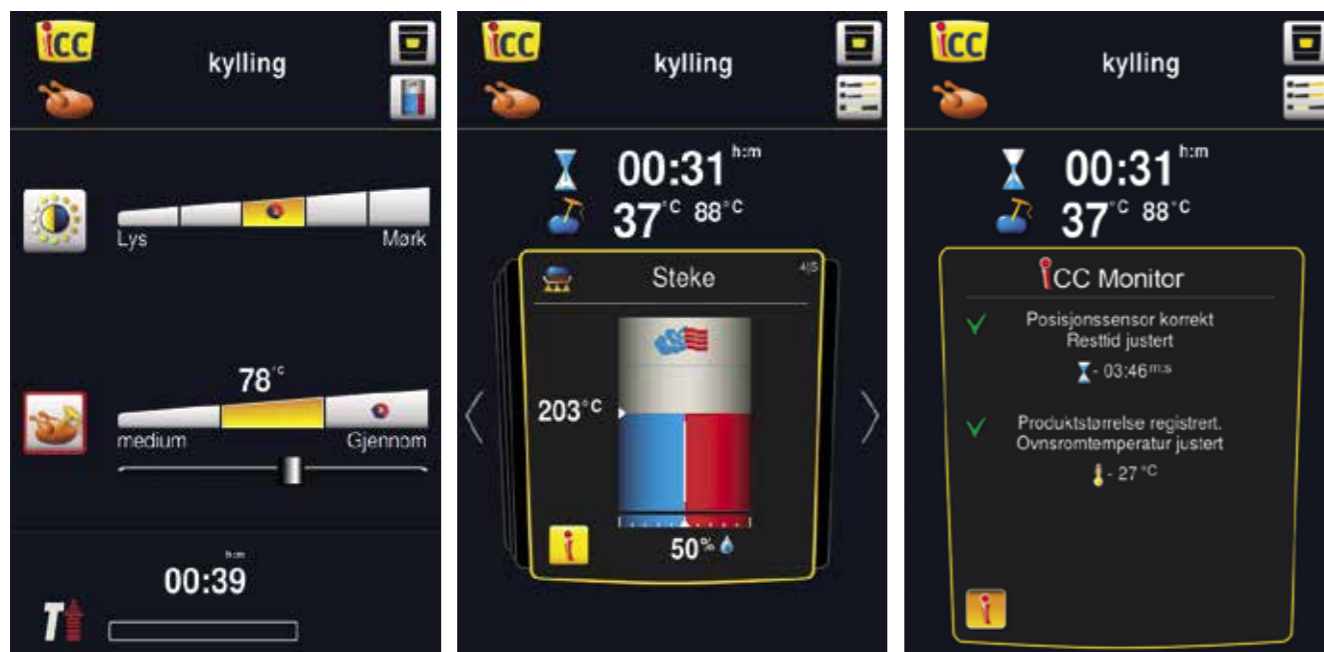 iCC
kylling
Lys
Mørk
78°C
medium
Gjennom
h:m
00:39
T
iCC
kylling
00:31 h:m
37°C 88°C
Steke
4|5
203°C
i
50%
iCC
kylling
00:31 h:m
37°C 88°C
iCC Monitor
Posisjonssensor korrekt
Resttid justert
- 03:46 m:s
Produktstørrelse registrert.
Ovnsromtemperatur justert
- 27 °C
i